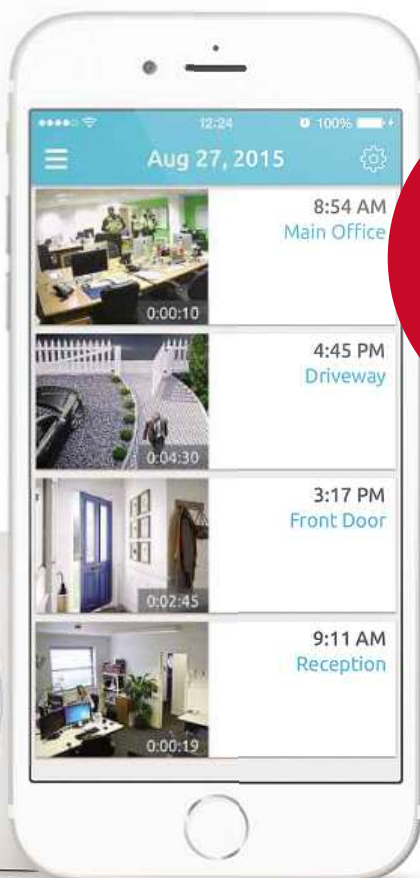 12:24
100%
Aug 27, 2015
8:54 AM
Main Office
0:00:10
4:45 PM
Driveway
0:04:30
3:17 PM
Front Door
0:02:45
9:11 AM
Reception
0:00:19